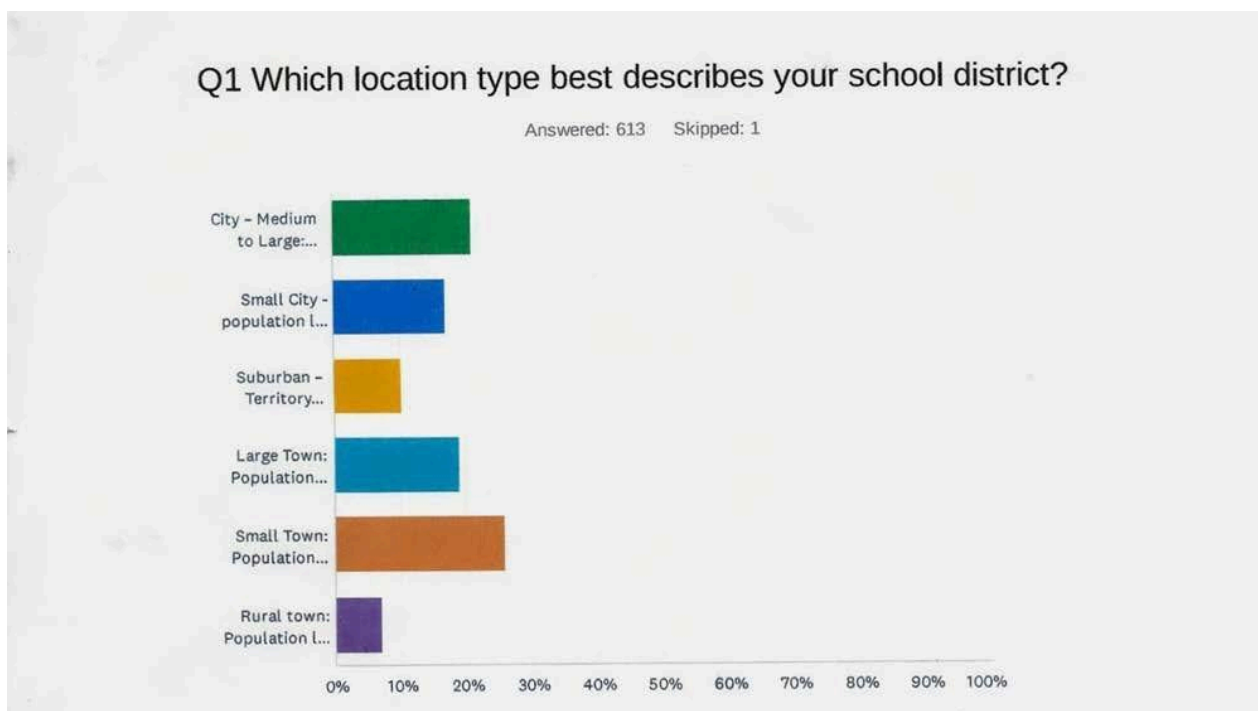 Q1 Which location type best describes your school district?
Answered: 613 Skipped: 1
City – Medium
to Large:...
Small City -
population l...
Suburban –
Territory...
Large Town:
Population...
Small Town:
Population...
Rural town:
Population l...
0% 10% 20% 30% 40% 50% 60% 70% 80% 90% 100%